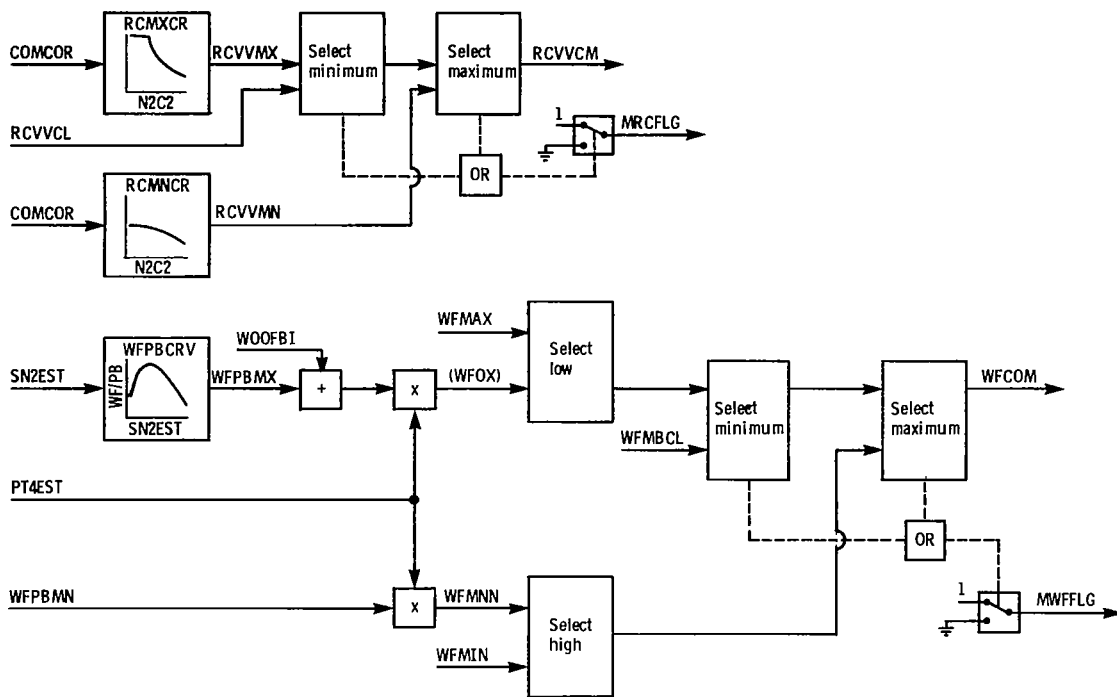 RCMXCR
COMCOR
RCVVMX
N2C2
Select
minimum
Select
maximum
RCVVCM
RCVVCL
1
MRCFLG
OR
RCMNCR
COMCOR
RCVVMN
N2C2
WFMAX
WOOFBI
WFPBCRV
SN2EST
WF/PB
WFPBMX
SN2EST
+
x
(WFOX)
Select
low
WFMBCL
Select
minimum
Select
maximum
WFCOM
PT4EST
OR
WFPBMN
x
WFMNN
WFMIN
Select
high
1
MWFFLG